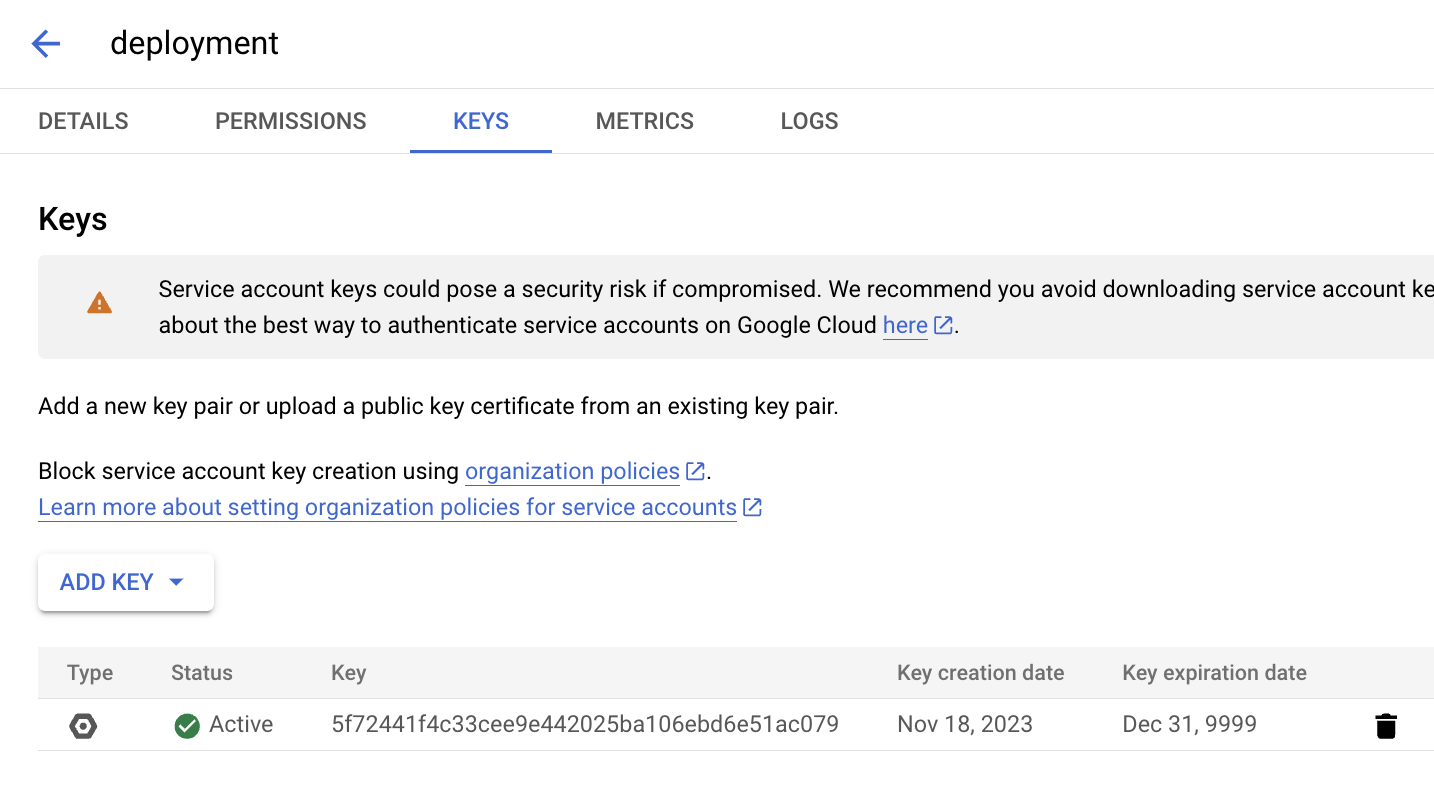 deployment
DETAILS PERMISSIONS KEYS METRICS LOGS
Keys
Service account keys could pose a security risk if compromised. We recommend you avoid downloading service account ke
about the best way to authenticate service accounts on Google Cloud here.
Add a new key pair or upload a public key certificate from an existing key pair.
Block service account key creation using organization policies.
Learn more about setting organization policies for service accounts
ADD KEY
Type Status Key Key creation date Key expiration date
Active 5f72441f4c33cee9e442025ba106ebd6e51ac079 Nov 18, 2023 Dec 31, 9999